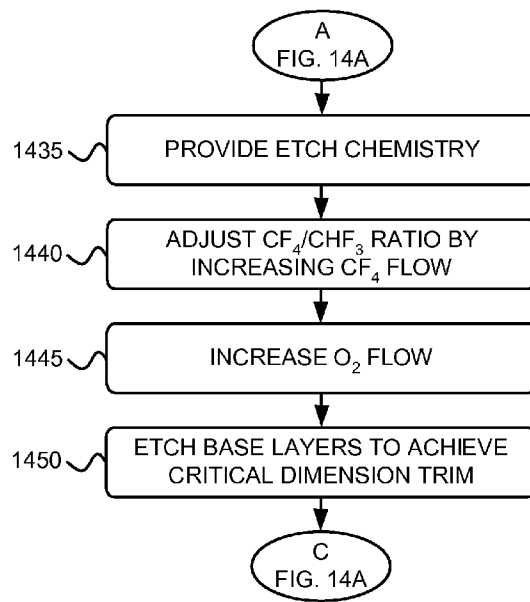 A
FIG. 14A
1435
PROVIDE ETCH CHEMISTRY
1440
ADJUST CF₄/CHF₃ RATIO BY
INCREASING CF₄ FLOW
1445
INCREASE O₂ FLOW
1450
ETCH BASE LAYERS TO ACHIEVE
CRITICAL DIMENSION TRIM
C
FIG. 14A